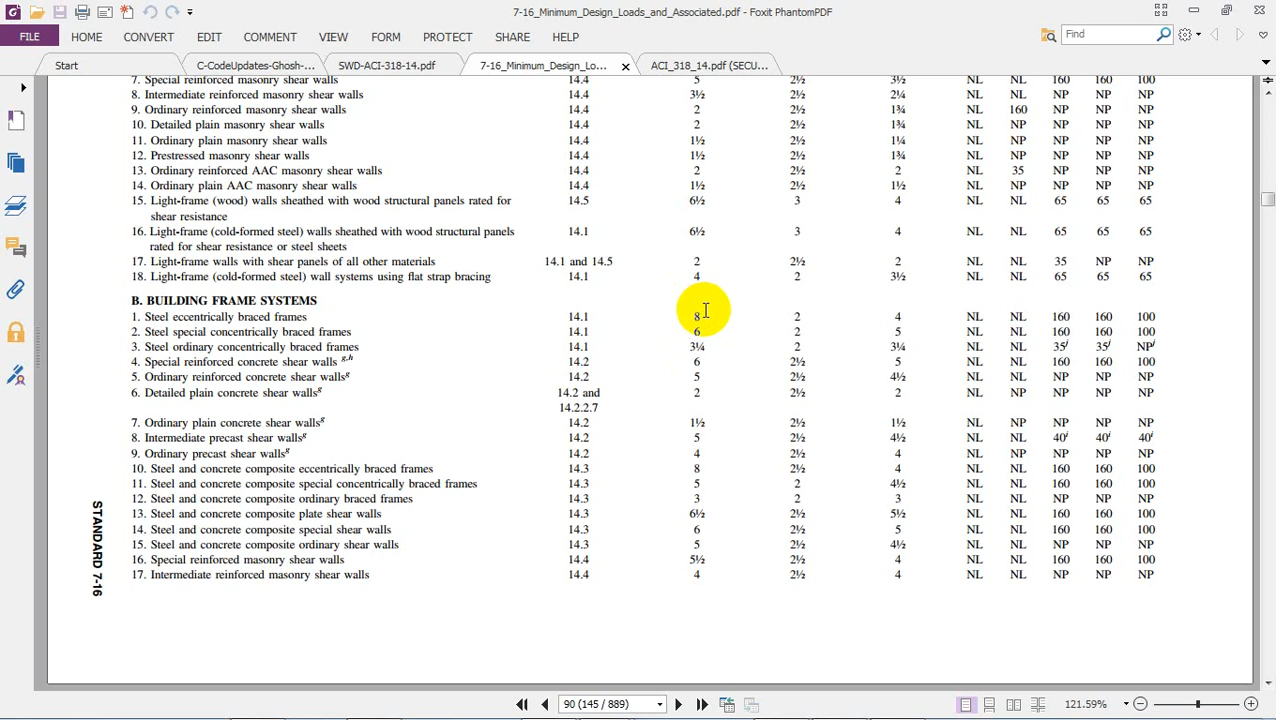 7-16_Minimum_Design_Loads_and_Associated.pdf - Foxit PhantomPDF
FILE HOME CONVERT EDIT COMMENT VIEW FORM PROTECT SHARE HELP Find
Start C-CodeUpdates-Ghosh-... SWD-ACI-318-14.pdf 7-16_Minimum_Design_Lo... ACI_318_14.pdf (SECU...
7. Special reinforced masonry shear walls 14.4 5 2½ 3½ NL NL 160 160 100
8. Intermediate reinforced masonry shear walls 14.4 3½ 2½ 2¼ NL NL NP NP NP
9. Ordinary reinforced masonry shear walls 14.4 2 2½ 1¾ NL 160 NP NP NP
10. Detailed plain masonry shear walls 14.4 2 2½ 1¾ NL NP NP NP NP
11. Ordinary plain masonry shear walls 14.4 1½ 2½ 1¼ NL NP NP NP NP
12. Prestressed masonry shear walls 14.4 1½ 2½ 1¾ NL NP NP NP NP
13. Ordinary reinforced AAC masonry shear walls 14.4 2 2½ 2 NL 35 NP NP NP
14. Ordinary plain AAC masonry shear walls 14.4 1½ 2½ 1½ NL NP NP NP NP
15. Light-frame (wood) walls sheathed with wood structural panels rated for 14.5 6½ 3 4 NL NL 65 65 65
shear resistance
16. Light-frame (cold-formed steel) walls sheathed with wood structural panels 14.1 6½ 3 4 NL NL 65 65 65
rated for shear resistance or steel sheets
17. Light-frame walls with shear panels of all other materials 14.1 and 14.5 2 2½ 2 NL NL 35 NP NP
18. Light-frame (cold-formed steel) wall systems using flat strap bracing 14.1 4 2 3½ NL NL 65 65 65
B. BUILDING FRAME SYSTEMS
1. Steel eccentrically braced frames 14.1 8 2 4 NL NL 160 160 100
2. Steel special concentrically braced frames 14.1 6 2 5 NL NL 160 160 100
3. Steel ordinary concentrically braced frames 14.1 3¼ 2 3¼ NL NL 35j 35j NPj
4. Special reinforced concrete shear walls g,h 14.2 6 2½ 5 NL NL 160 160 100
5. Ordinary reinforced concrete shear wallsg 14.2 5 2½ 4½ NL NL NP NP NP
6. Detailed plain concrete shear wallsg 14.2 and 2 2½ 2 NL NP NP NP NP
14.2.2.7
7. Ordinary plain concrete shear wallsg 14.2 1½ 2½ 1½ NL NP NP NP NP
8. Intermediate precast shear wallsg 14.2 5 2½ 4½ NL NL 40i 40i 40i
9. Ordinary precast shear wallsg 14.2 4 2½ 4 NL NP NP NP NP
10. Steel and concrete composite eccentrically braced frames 14.3 8 2½ 4 NL NL 160 160 100
11. Steel and concrete composite special concentrically braced frames 14.3 5 2 4½ NL NL 160 160 100
12. Steel and concrete composite ordinary braced frames 14.3 3 2 3 NL NL NP NP NP
13. Steel and concrete composite plate shear walls 14.3 6½ 2½ 5½ NL NL 160 160 100
14. Steel and concrete composite special shear walls 14.3 6 2½ 5 NL NL 160 160 100
15. Steel and concrete composite ordinary shear walls 14.3 5 2½ 4½ NL NL NP NP NP
16. Special reinforced masonry shear walls 14.4 5½ 2½ 4 NL NL 160 160 100
17. Intermediate reinforced masonry shear walls 14.4 4 2½ 4 NL NL NP NP NP
STANDARD 7-16
90 (145 / 889) 121.59%